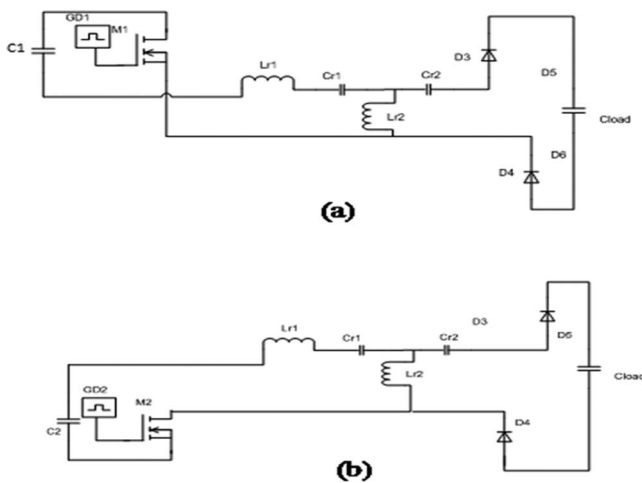 GD1
M1
C1
Lr1
Cr1
Cr2
Lr2
D3
D5
Cload
D6
D4
(a)
Lr1
Cr1
Cr2
D3
D5
Lr2
Cload
GD2
M2
C2
D4
(b)